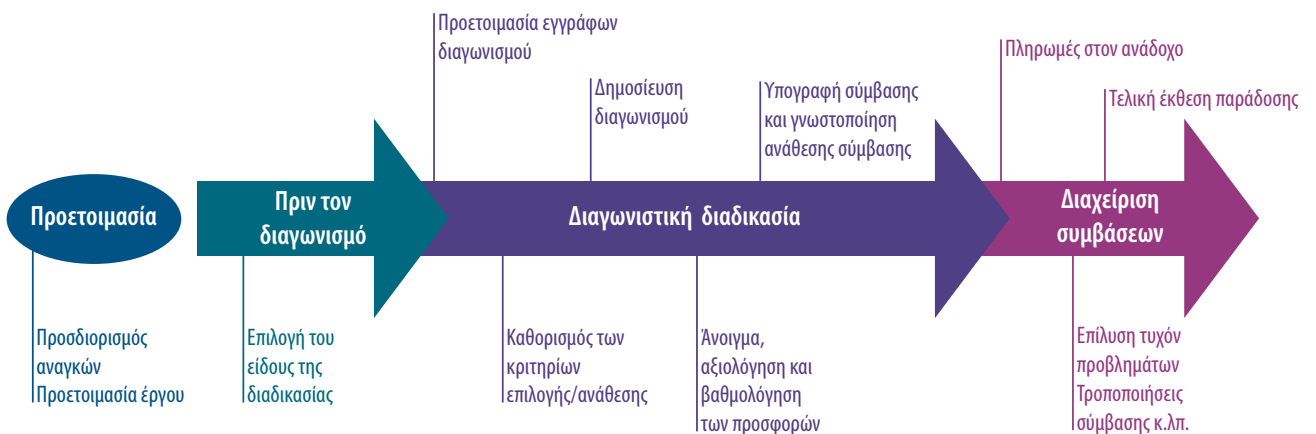 Προετοιμασία εγγράφων
διαγωνισμού
Δημοσίευση
διαγωνισμού
Υπογραφή σύμβασης
και γνωστοποίηση
ανάθεσης σύμβασης
Πληρωμές στον ανάδοχο
Τελική έκθεση παράδοσης
Προετοιμασία
Πριν τον
διαγωνισμό
Διαγωνιστική διαδικασία
Διαχείριση
συμβάσεων
Προσδιορισμός
αναγκών
Προετοιμασία έργου
Επιλογή του
είδους της
διαδικασίας
Καθορισμός των
κριτηρίων
επιλογής/ανάθεσης
Άνοιγμα,
αξιολόγηση και
βαθμολόγηση
των προσφορών
Επίλυση τυχόν
προβλημάτων
Τροποποιήσεις
σύμβασης κ.λπ.